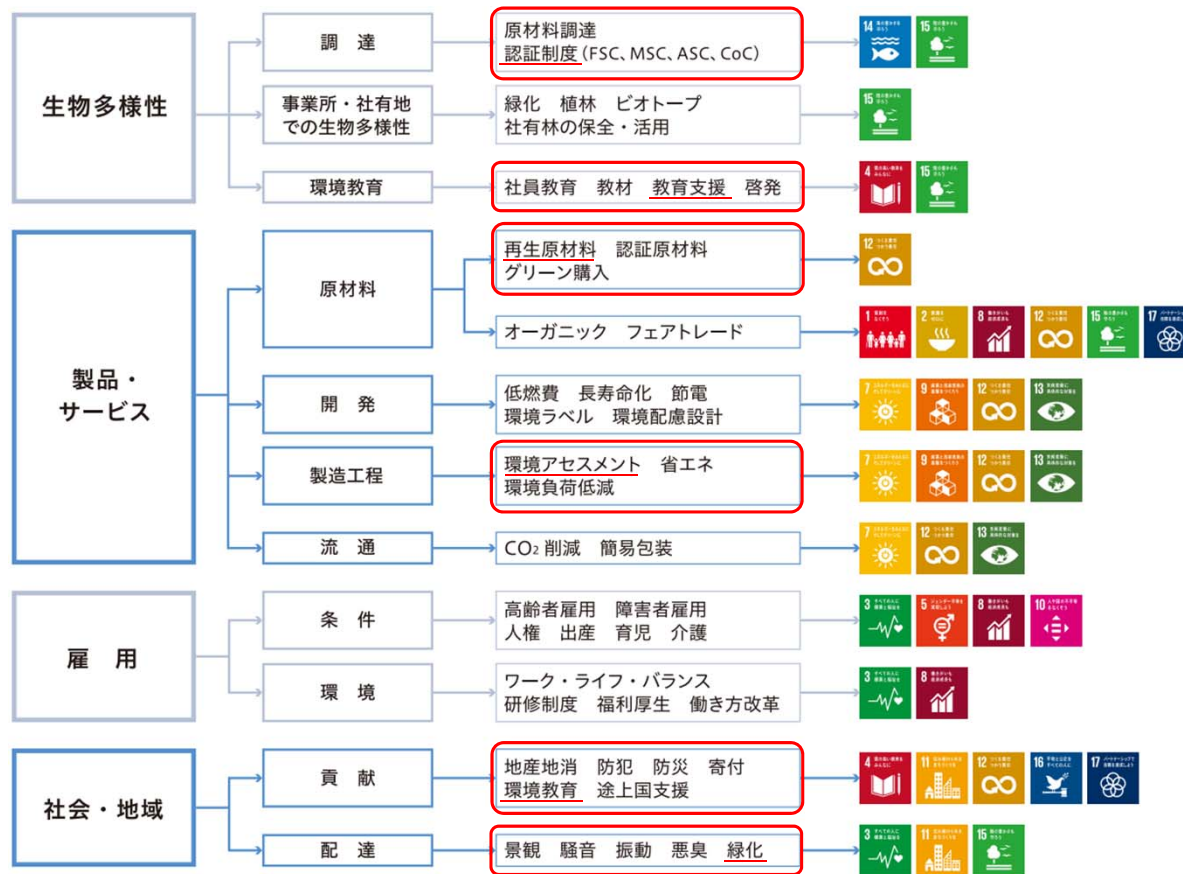 生物多様性
調達
原材料調達
認証制度(FSC、MSC、ASC、CoC)
14
15
事業所・社有地
での生物多様性
緑化 植林 ビオトープ
社有林の保全・活用
15
環境教育
社員教育 教材 教育支援 啓発
4
15
製品・
サービス
原材料
再生原材料 認証原材料
グリーン購入
12
オーガニック フェアトレード
1
2
8
12
15
17
開発
低燃費 長寿命化 節電
環境ラベル 環境配慮設計
7
9
12
13
製造工程
環境アセスメント 省エネ
環境負荷低減
7
9
12
13
流通
CO₂削減 簡易包装
7
12
13
雇用
条件
高齢者雇用 障害者雇用
人権 出産 育児 介護
3
5
8
10
環境
ワーク・ライフ・バランス
研修制度 福利厚生 働き方改革
3
8
社会・地域
貢献
地産地消 防犯 防災 寄付
環境教育 途上国支援
4
11
12
16
17
配達
景観 騒音 振動 悪臭 緑化
3
11
15